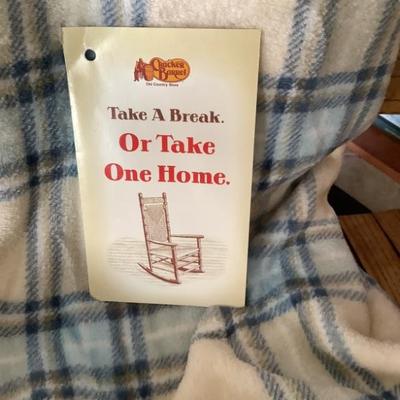 Cracker
Barrel
Old Country Store
Take A Break.
Or Take
One Home.